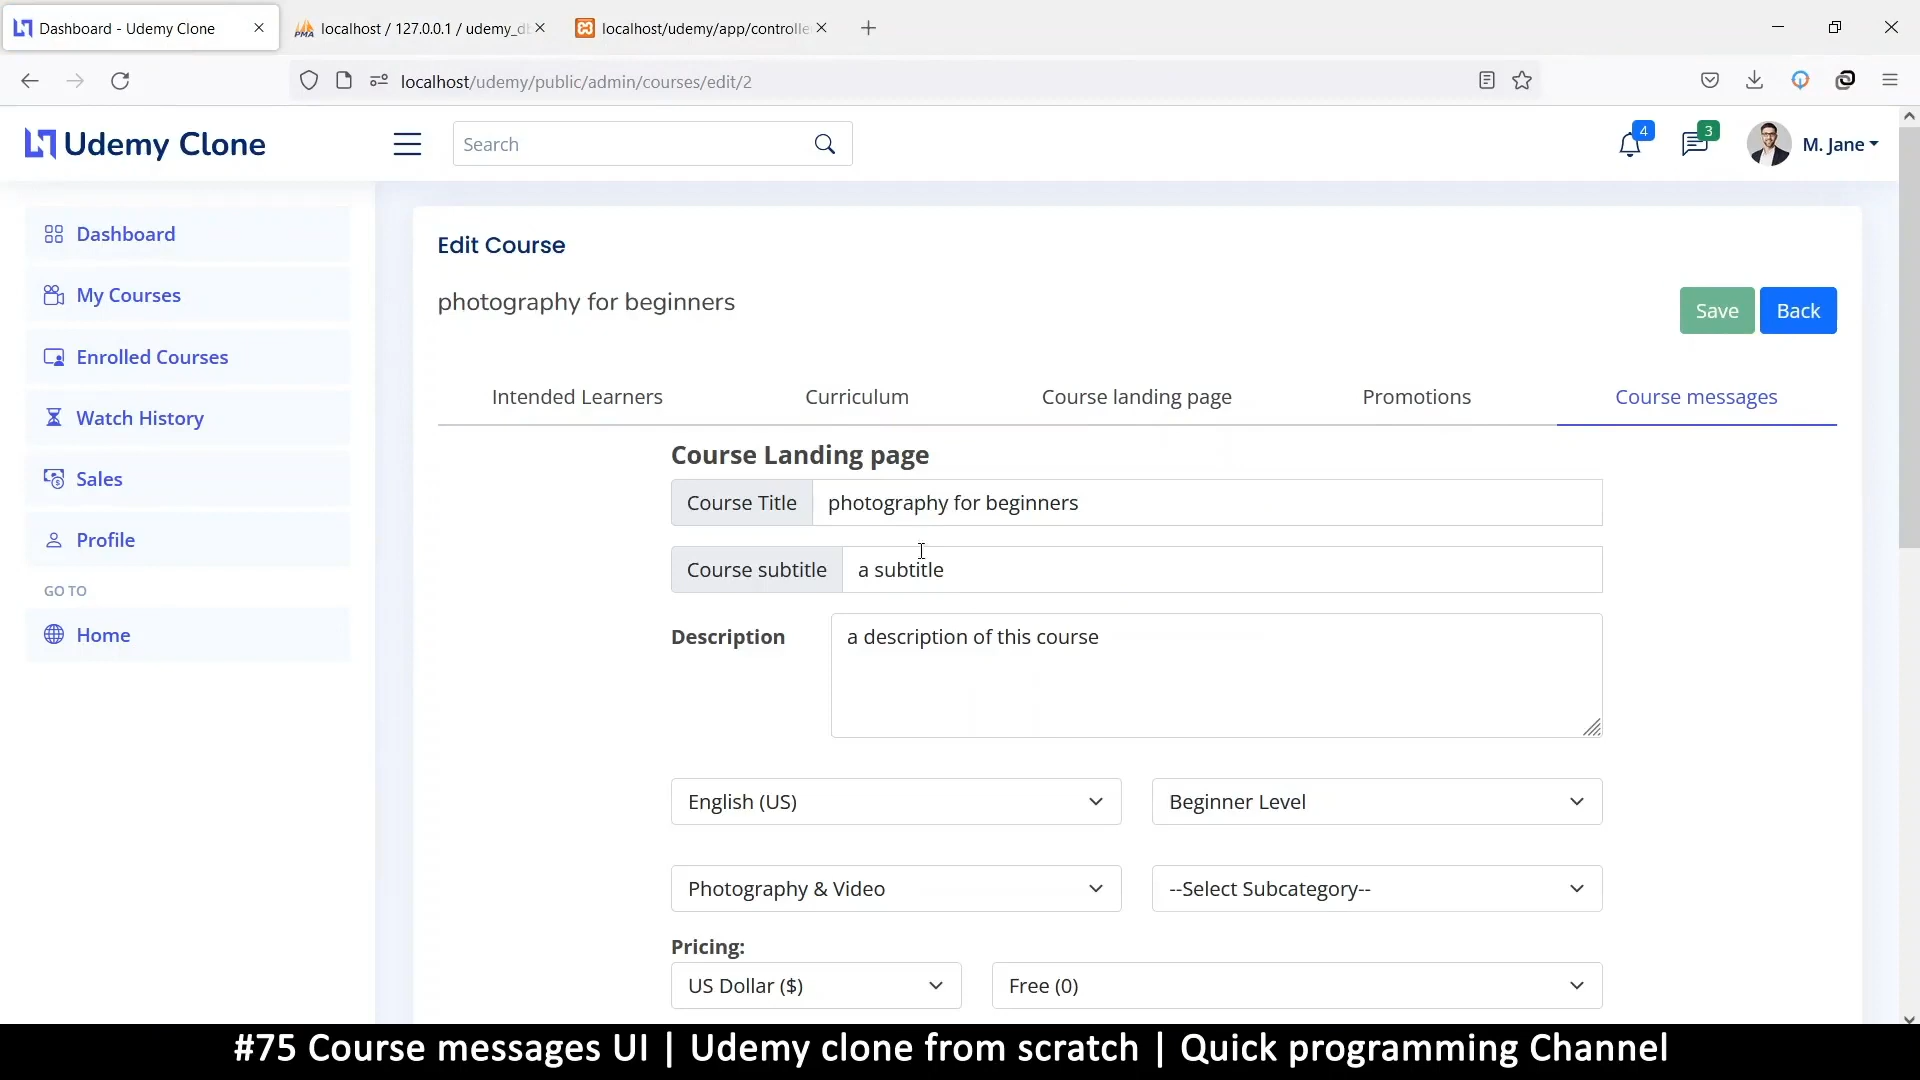 Dashboard - Udemy Clone
localhost / 127.0.0.1 / udemy_d
localhost/udemy/app/controlle
localhost/udemy/public/admin/courses/edit/2
Udemy Clone
Search
4
3
M. Jane
Dashboard
My Courses
Enrolled Courses
Watch History
Sales
Profile
GO TO
Home
Edit Course
photography for beginners
Save
Back
Intended Learners
Curriculum
Course landing page
Promotions
Course messages
Course Landing page
Course Title
photography for beginners
Course subtitle
a subtitle
Description
a description of this course
English (US)
Beginner Level
Photography & Video
--Select Subcategory--
Pricing:
US Dollar ($)
Free (0)
#75 Course messages UI | Udemy clone from scratch | Quick programming Channel